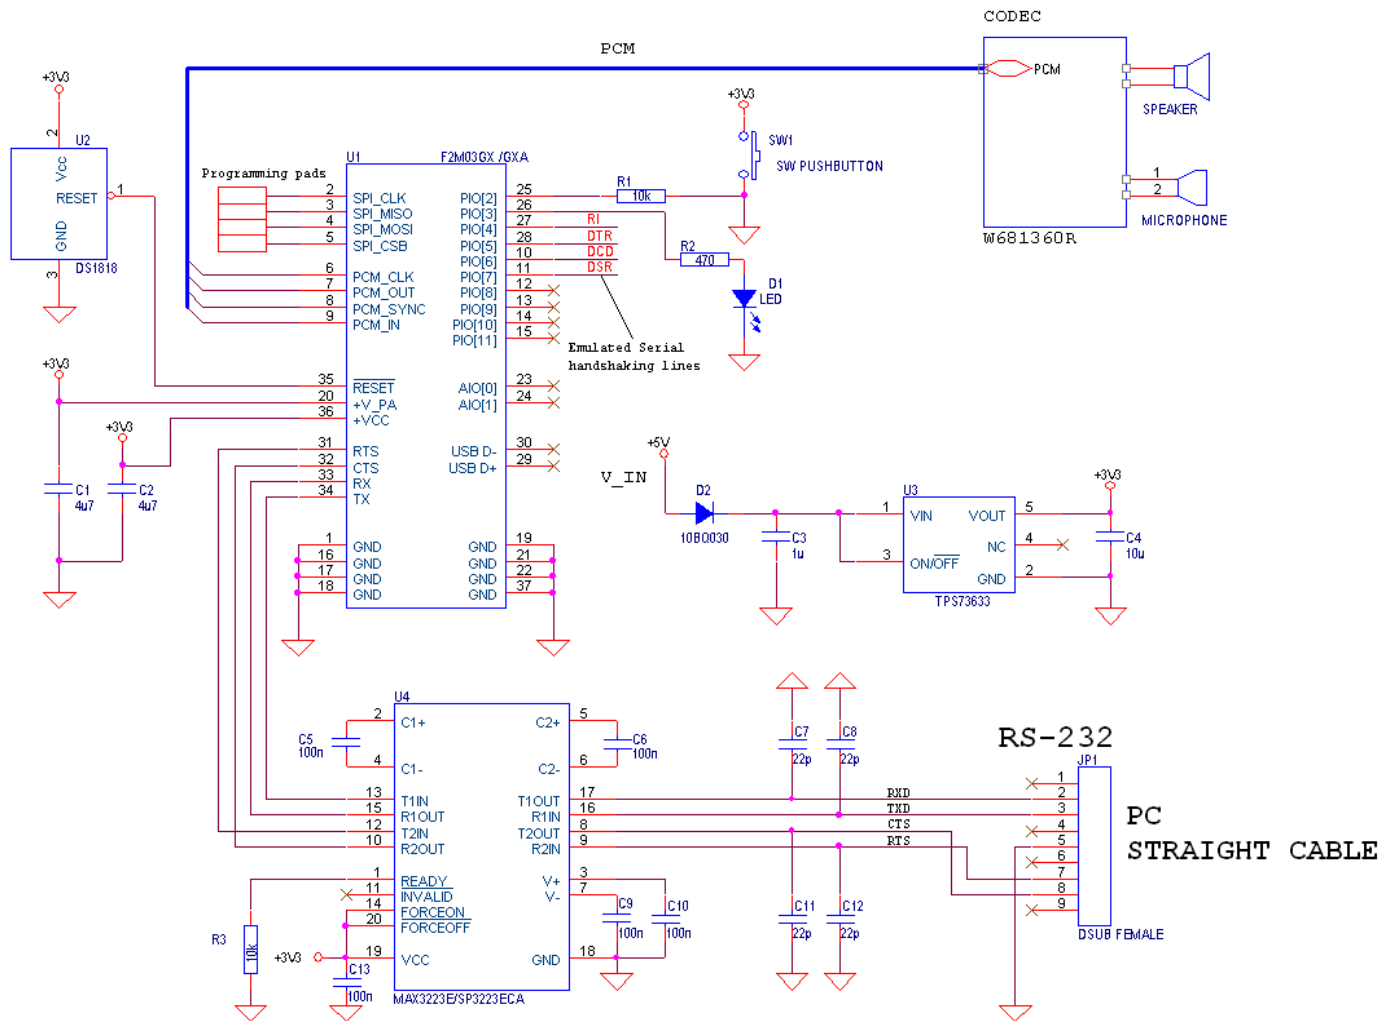 CODEC
PCM
PCM
SPEAKER
1
2
MICROPHONE
W681360R
+3V3
2
U2
Vcc
RESET
1
GND
3
DS1818
+3V3
SW1
SW PUSHBUTTON
U1
F2M03GX /GXA
Programming pads
2 SPI_CLK
3 SPI_MISO
4 SPI_MOSI
5 SPI_CSB
6 PCM_CLK
7 PCM_OUT
8 PCM_SYNC
9 PCM_IN
35 RESET
20 +V_PA
36 +VCC
31 RTS
32 CTS
33 RX
34 TX
1 GND
16 GND
17 GND
18 GND
PIO[2] 25
PIO[3] 26
PIO[4] 27 RI
PIO[5] 28 DTR
PIO[6] 10 DCD
PIO[7] 11 DSR
PIO[8] 12
PIO[9] 13
PIO[10] 14
PIO[11] 15
AIO[0] 23
AIO[1] 24
USB D- 30
USB D+ 29
GND 19
GND 21
GND 22
GND 37
R1
10k
R2
470
D1
LED
Emulated Serial
handshaking lines
+3V3
+3V3
C1
4u7
C2
4u7
+5V
V_IN
D2
10BQ030
C3
1u
U3
1 VIN
3 ON/OFF
VOUT 5
NC 4
GND 2
TPS73633
+3V3
C4
10u
U4
2 C1+
4 C1-
13 T1IN
15 R1OUT
12 T2IN
10 R2OUT
1 READY
11 INVALID
14 FORCEON
20 FORCEOFF
19 VCC
C2+ 5
C2- 6
T1OUT 17
R1IN 16
T2OUT 8
R2IN 9
V+ 3
V- 7
GND 18
MAX3223E/SP3223ECA
C5
100n
C6
100n
R3
10k
+3V3
C13
100n
C9
100n
C10
100n
C7
22p
C8
22p
C11
22p
C12
22p
RXD
TXD
CTS
RTS
RS-232
JP1
1
2
3
4
5
6
7
8
9
DSUB FEMALE
PC
STRAIGHT CABLE